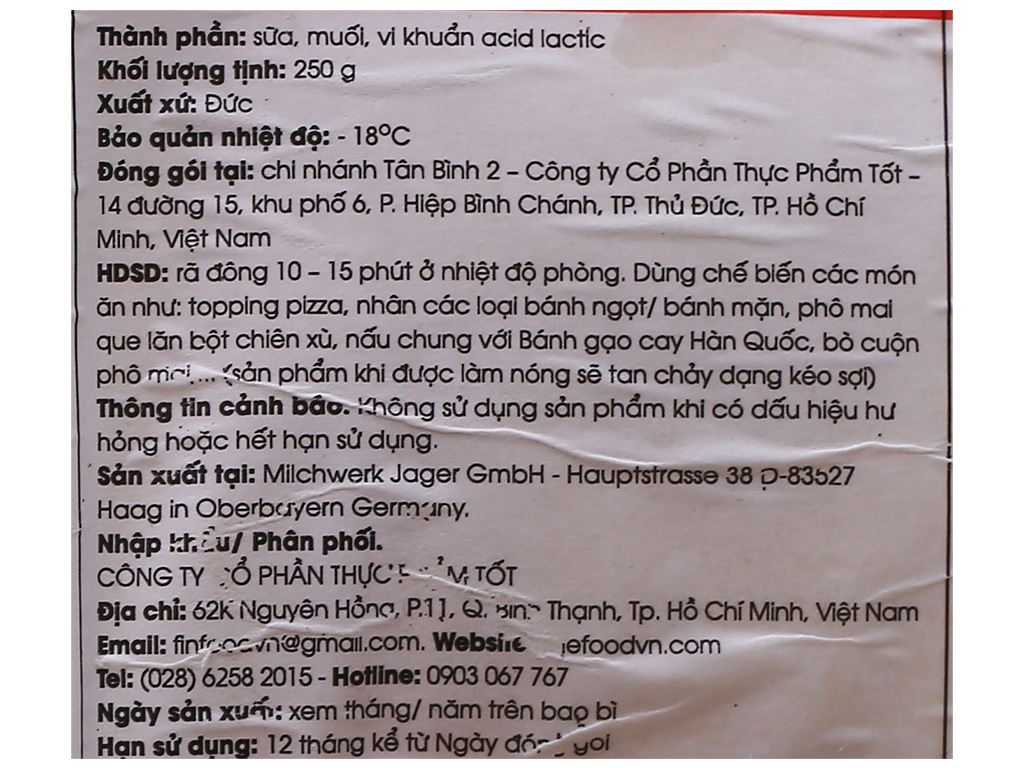 Thành phần: sữa, muối, vi khuẩn acid lactic
Khối lượng tịnh: 250 g
Xuất xứ: Đức
Bảo quản nhiệt độ: - 18°C
Đóng gói tại: chi nhánh Tân Bình 2 – Công ty Cổ Phần Thực Phẩm Tốt –
14 đường 15, khu phố 6, P. Hiệp Bình Chánh, TP. Thủ Đức, TP. Hồ Chí
Minh, Việt Nam
HDSD: rã đông 10 – 15 phút ở nhiệt độ phòng. Dùng chế biến các món
ăn như: topping pizza, nhân các loại bánh ngọt/ bánh mặn, phô mai
que lăn bột chiên xù, nấu chung với Bánh gạo cay Hàn Quốc, bò cuộn
phô mai... (sản phẩm khi được làm nóng sẽ tan chảy dạng kéo sợi)
Thông tin cảnh báo. Không sử dụng sản phẩm khi có dấu hiệu hư
hỏng hoặc hết hạn sử dụng.
Sản xuất tại: Milchwerk Jager GmbH - Hauptstrasse 38 D-83527
Haag in Oberbayern Germany.
Nhập khẩu/ Phân phối.
CÔNG TY CỔ PHẦN THỰC PHẨM TỐT
Địa chỉ: 62K Nguyên Hồng, P.11, Q. Bình Thạnh, Tp. Hồ Chí Minh, Việt Nam
Email: Website
Tel: (028) 6258 2015 - Hotline: 0903 067 767
Ngày sản xuất: xem tháng/ năm trên bao bì
Hạn sử dụng: 12 tháng kể từ Ngày đóng gói